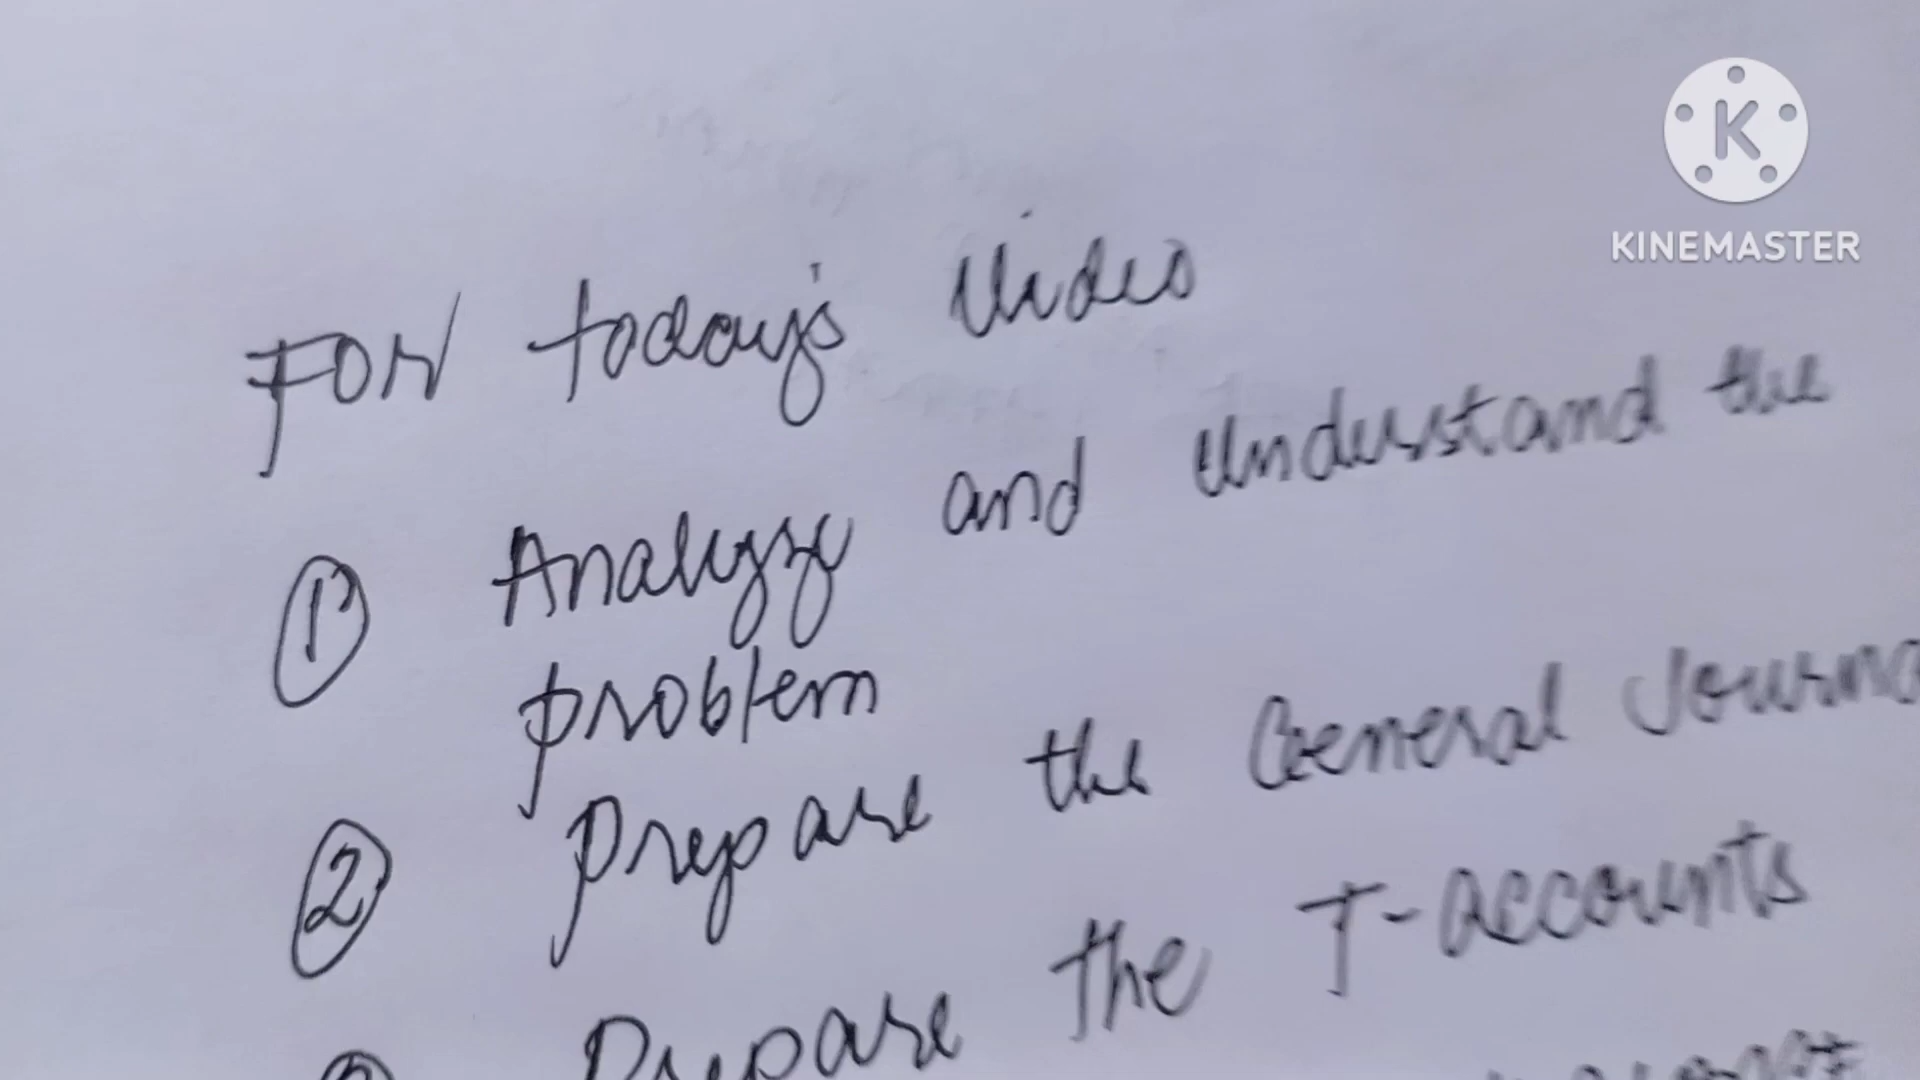 For today's Video
① Analyze and understand the
problem
② Prepare the General Journa
Prepare the T-accounts
KINEMASTER